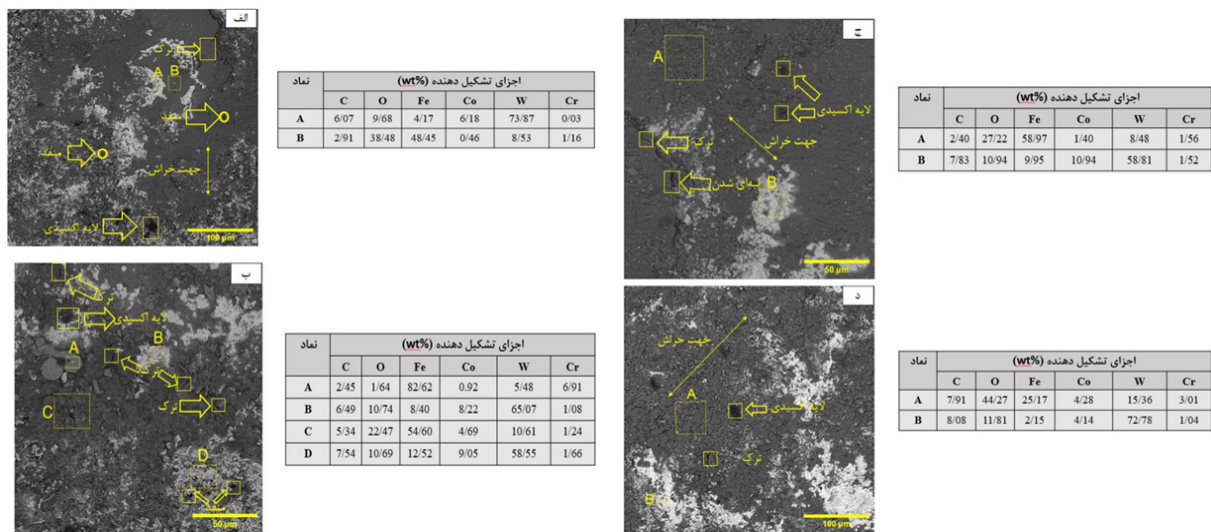 الف
ترک
A B
منفذ
منفذ
جهت خراش
لایه اکسیدی
100 µm
نماد اجزای تشکیل دهنده (wt%)
C O Fe Co W Cr
A 6/07 9/68 4/17 6/18 73/87 0/03
B 2/91 38/48 48/45 0/46 8/53 1/16
ج
A
لایه اکسیدی
جهت خراش
ترک
لایه‌ای شدن
B
50 µm
نماد اجزای تشکیل دهنده (wt%)
C O Fe Co W Cr
A 2/40 27/22 58/97 1/40 8/48 1/56
B 7/83 10/94 9/95 10/94 58/81 1/52
ب
ترک
لایه اکسیدی
A B
ترک
ترک
C
D
منفذ
50 µm
نماد اجزای تشکیل دهنده (wt%)
C O Fe Co W Cr
A 2/45 1/64 82/62 0.92 5/48 6/91
B 6/49 10/74 8/40 8/22 65/07 1/08
C 5/34 22/47 54/60 4/69 10/61 1/24
D 7/54 10/69 12/52 9/05 58/55 1/66
د
جهت خراش
A
لایه اکسیدی
ترک
B
100 µm
نماد اجزای تشکیل دهنده (wt%)
C O Fe Co W Cr
A 7/91 44/27 25/17 4/28 15/36 3/01
B 8/08 11/81 2/15 4/14 72/78 1/04